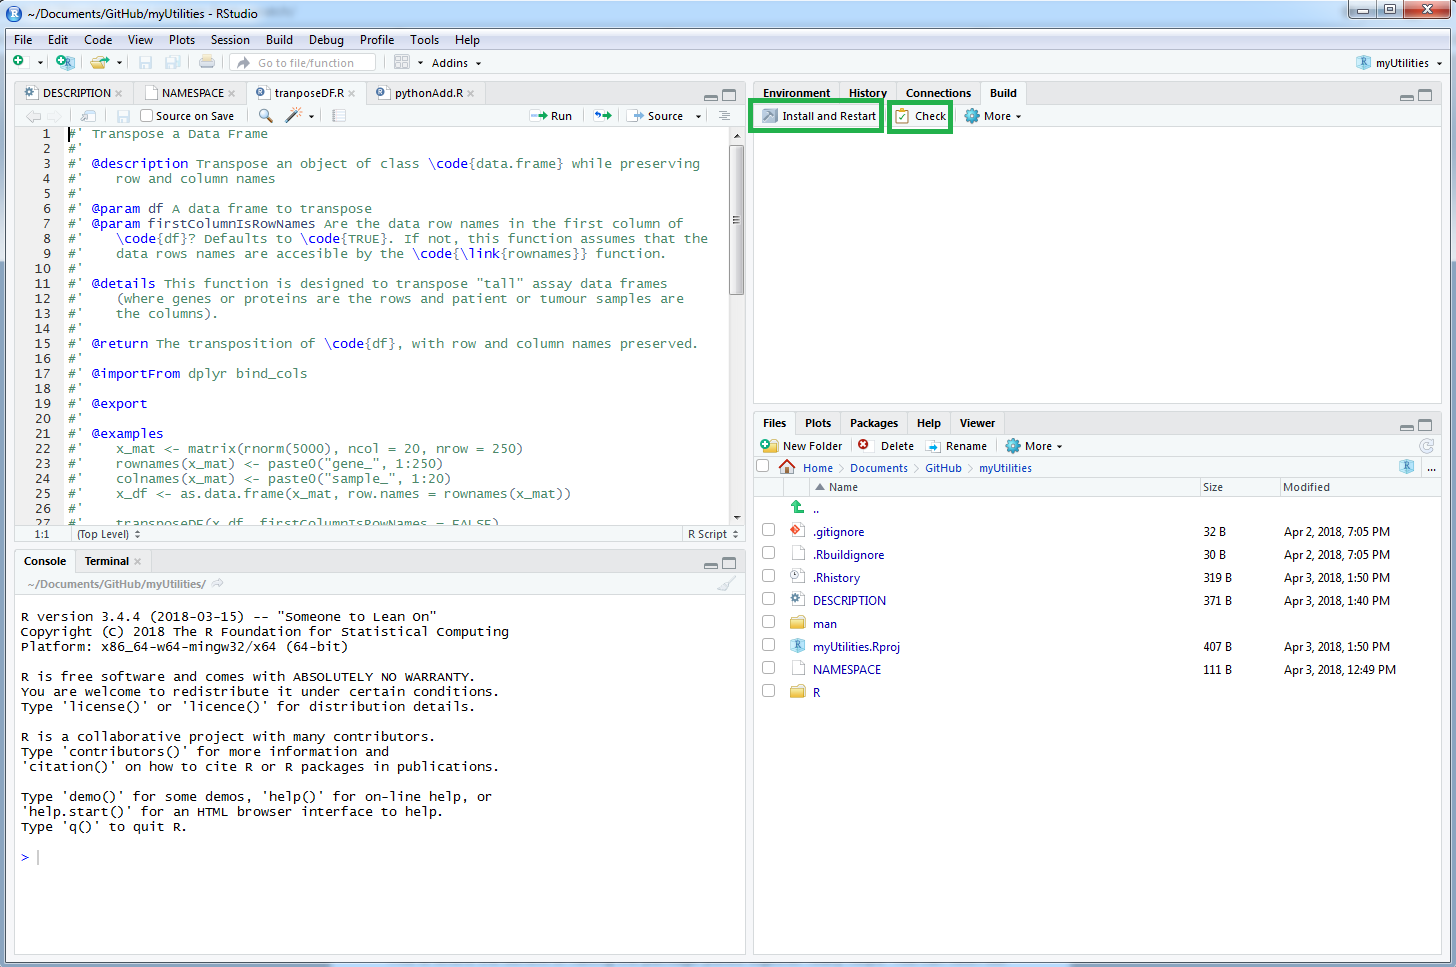 ~/Documents/GitHub/myUtilities - RStudio
File Edit Code View Plots Session Build Debug Profile Tools Help
Go to file/function Addins myUtilities
DESCRIPTION NAMESPACE tranposeDF.R pythonAdd.R
Source on Save Run Source
1 #' Transpose a Data Frame
2 #'
3 #' @description Transpose an object of class \code{data.frame} while preserving
4 #' row and column names
5 #'
6 #' @param df A data frame to transpose
7 #' @param firstColumnIsRowNames Are the data row names in the first column of
8 #' \code{df}? Defaults to \code{TRUE}. If not, this function assumes that the
9 #' data rows names are accesible by the \code{\link{rownames}} function.
10 #'
11 #' @details This function is designed to transpose "tall" assay data frames
12 #' (where genes or proteins are the rows and patient or tumour samples are
13 #' the columns).
14 #'
15 #' @return The transposition of \code{df}, with row and column names preserved.
16 #'
17 #' @importFrom dplyr bind_cols
18 #'
19 #' @export
20 #'
21 #' @examples
22 #' x_mat <- matrix(rnorm(5000), ncol = 20, nrow = 250)
23 #' rownames(x_mat) <- paste0("gene_", 1:250)
24 #' colnames(x_mat) <- paste0("sample_", 1:20)
25 #' x_df <- as.data.frame(x_mat, row.names = rownames(x_mat))
26 #'
27 #' transposeDF(x_df, firstColumnIsRowNames = FALSE)
1:1 (Top Level) R Script
Console Terminal
~/Documents/GitHub/myUtilities/
R version 3.4.4 (2018-03-15) -- "Someone to Lean On"
Copyright (C) 2018 The R Foundation for Statistical Computing
Platform: x86_64-w64-mingw32/x64 (64-bit)
R is free software and comes with ABSOLUTELY NO WARRANTY.
You are welcome to redistribute it under certain conditions.
Type 'license()' or 'licence()' for distribution details.
R is a collaborative project with many contributors.
Type 'contributors()' for more information and
'citation()' on how to cite R or R packages in publications.
Type 'demo()' for some demos, 'help()' for on-line help, or
'help.start()' for an HTML browser interface to help.
Type 'q()' to quit R.
>
Environment History Connections Build
Install and Restart Check More
Files Plots Packages Help Viewer
New Folder Delete Rename More
Home Documents GitHub myUtilities ...
Name Size Modified
..
.gitignore 32 B Apr 2, 2018, 7:05 PM
.Rbuildignore 30 B Apr 2, 2018, 7:05 PM
.Rhistory 319 B Apr 3, 2018, 1:50 PM
DESCRIPTION 371 B Apr 3, 2018, 1:40 PM
man
myUtilities.Rproj 407 B Apr 3, 2018, 1:50 PM
NAMESPACE 111 B Apr 3, 2018, 12:49 PM
R